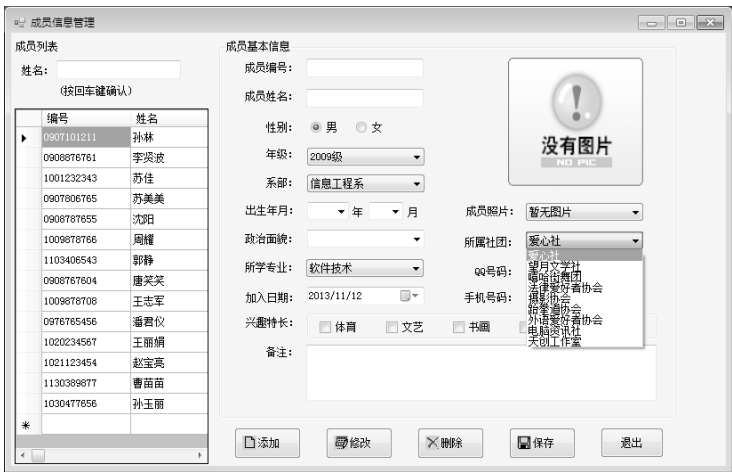 成员信息管理
成员列表
姓名：
(按回车键确认)
编号 姓名
0907101211 孙林
0908876761 李贤波
1001232343 苏佳
0907806765 苏美美
0908787655 沈阳
1009878766 周耀
1103406543 郭静
0908767604 唐笑笑
1009878708 王志军
0976765456 潘君仪
1020234567 王丽娟
1021123454 赵宝亮
1130389877 曹苗苗
1030477656 孙玉丽
成员基本信息
成员编号：
成员姓名：
性别： 男 女
年级： 2009级
系部： 信息工程系
出生年月： 年 月
政治面貌：
所学专业： 软件技术
加入日期： 2013/11/12
兴趣特长： 体育 文艺 书画
备注：
没有图片
NO PIC
成员照片： 暂无图片
所属社团： 爱心社
QQ号码：
手机号码：
爱心社
望月文学社
嘻哈街舞团
法律爱好者协会
摄影协会
跆拳道协会
外语爱好者协会
电脑资讯社
天创工作室
添加 修改 删除 保存 退出